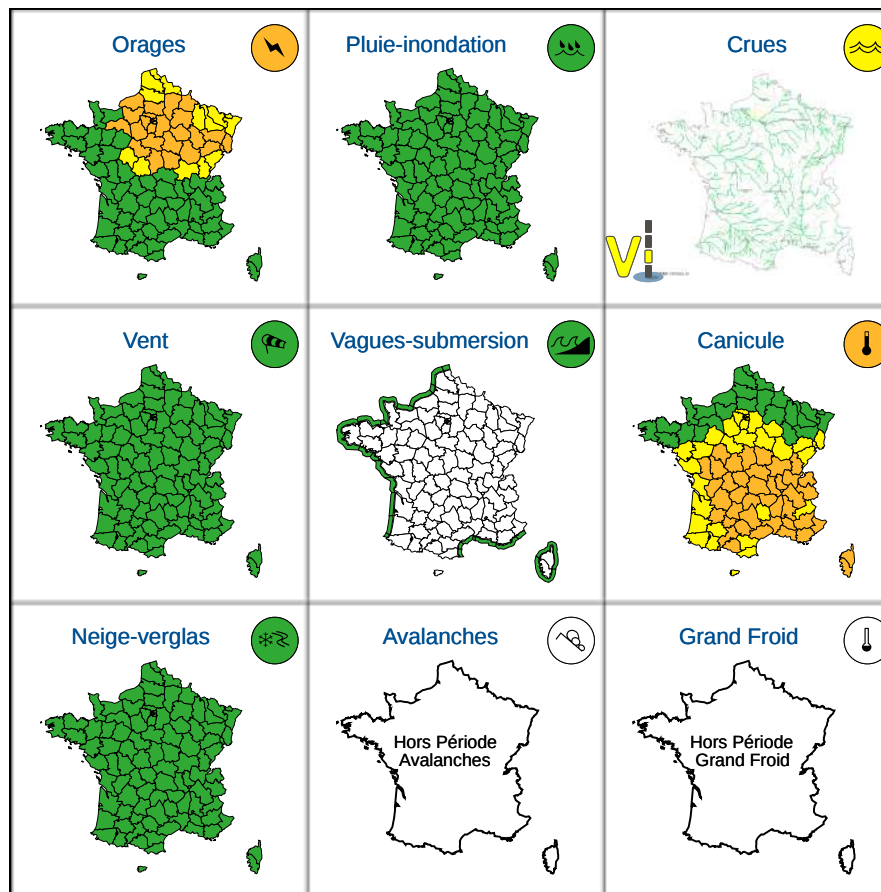 Orages
Pluie-inondation
Crues
Vi
Vent
Vagues-submersion
Canicule
Neige-verglas
Avalanches
Grand Froid
Hors Période
Avalanches
Hors Période
Grand Froid